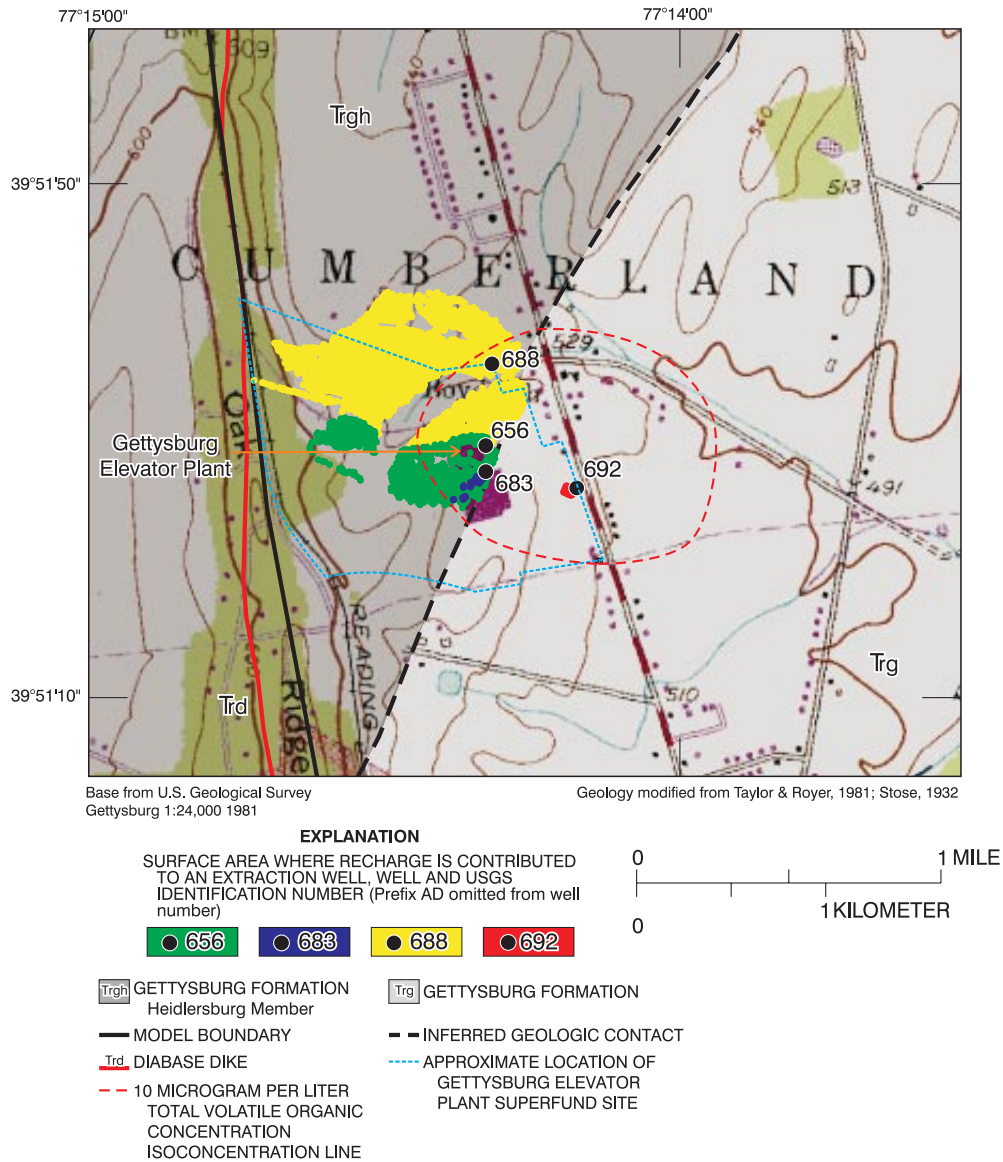 77°15'00"
77°14'00"
BM
609
550
Trgh
600
540
39°51'50"
513
C U M B E R L A N D
529
688
656
Gettysburg
Elevator Plant
692
683
491
Oak
READING
Trg
39°51'10"
Trd
Ridge
510
Base from U.S. Geological Survey
Gettysburg 1:24,000 1981
Geology modified from Taylor & Royer, 1981; Stose, 1932
EXPLANATION
SURFACE AREA WHERE RECHARGE IS CONTRIBUTED
TO AN EXTRACTION WELL, WELL AND USGS
IDENTIFICATION NUMBER (Prefix AD omitted from well
number)
656
683
688
692
0
1 MILE
0
1 KILOMETER
Trgh GETTYSBURG FORMATION
Heidlersburg Member
Trg GETTYSBURG FORMATION
MODEL BOUNDARY
INFERRED GEOLOGIC CONTACT
Trd DIABASE DIKE
APPROXIMATE LOCATION OF
GETTYSBURG ELEVATOR
PLANT SUPERFUND SITE
10 MICROGRAM PER LITER
TOTAL VOLATILE ORGANIC
CONCENTRATION
ISOCONCENTRATION LINE